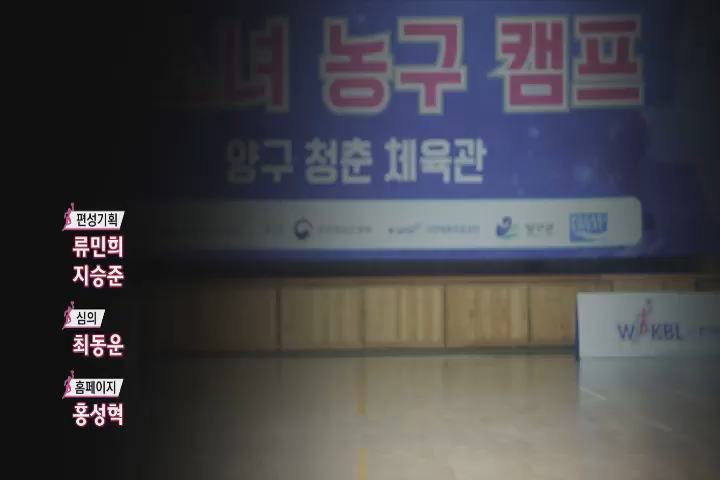 소녀 농구 캠프
양구 청춘 체육관
편성기획
류민희
지승준
심의
최동운
홈페이지
홍성혁
WKBL